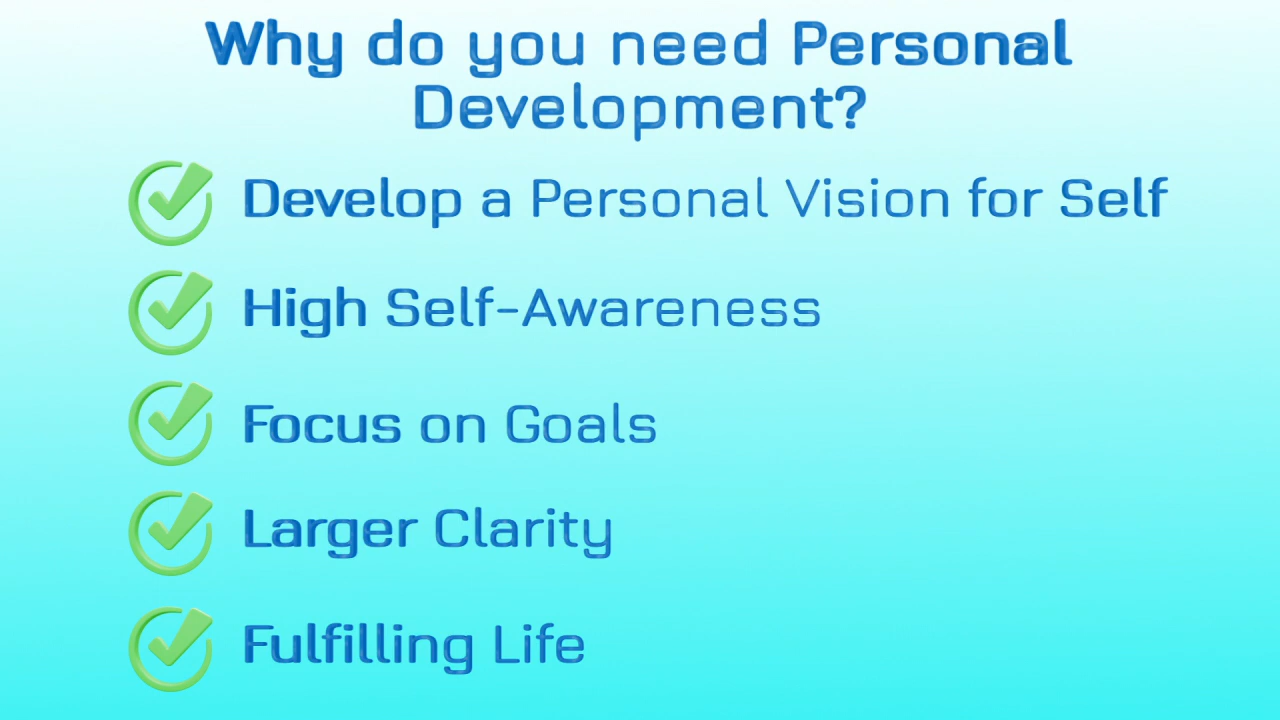 Why do you need Personal
Development?
Develop a Personal Vision for Self
High Self-Awareness
Focus on Goals
Larger Clarity
Fulfilling Life